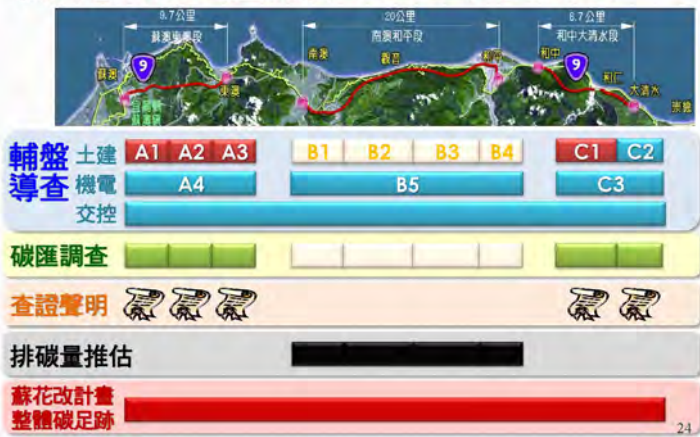 9.7公里
20公里
8.7公里
蘇澳東澳段
南澳和平段
和中大清水段
蘇澳
9
東澳
南澳
觀音
和平
和中
9
和仁
大清水
崇德
輔導
盤查
土建
A1 A2 A3
B1 B2 B3 B4
C1 C2
機電
A4
B5
C3
交控
碳匯調查
查證聲明
排碳量推估
蘇花改計畫
整體碳足跡
24